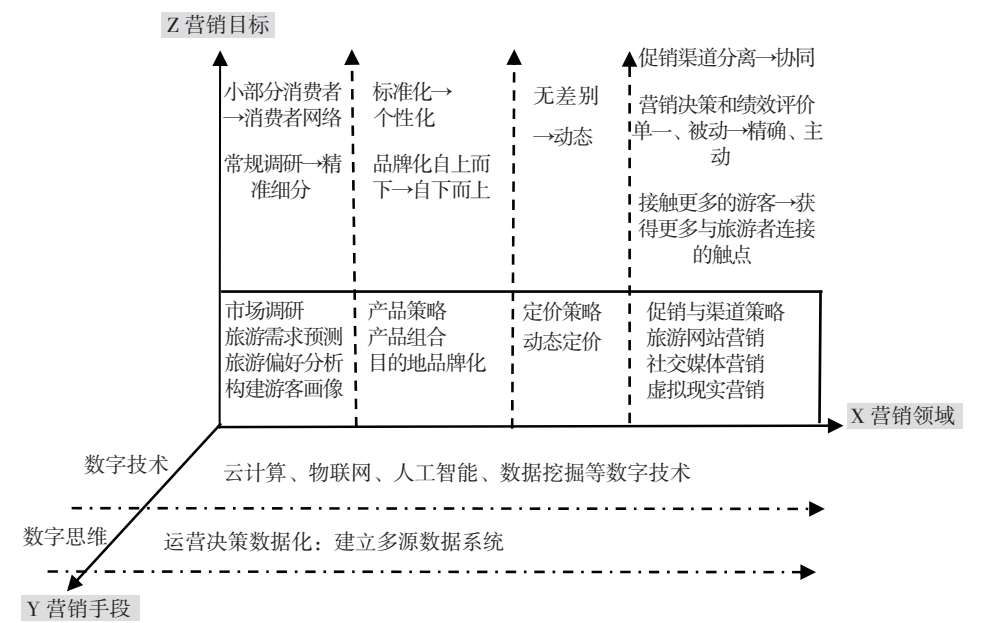 Z 营销目标
小部分消费者
→消费者网络
常规调研→精
准细分
标准化→
个性化
品牌化自上而
下→自下而上
无差别
→动态
促销渠道分离→协同
营销决策和绩效评价
单一、被动→精确、主
动
接触更多的游客→获
得更多与旅游者连接
的触点
市场调研
旅游需求预测
旅游偏好分析
构建游客画像
产品策略
产品组合
目的地品牌化
定价策略
动态定价
促销与渠道策略
旅游网站营销
社交媒体营销
虚拟现实营销
X 营销领域
数字技术
云计算、物联网、人工智能、数据挖掘等数字技术
数字思维
运营决策数据化：建立多源数据系统
Y 营销手段